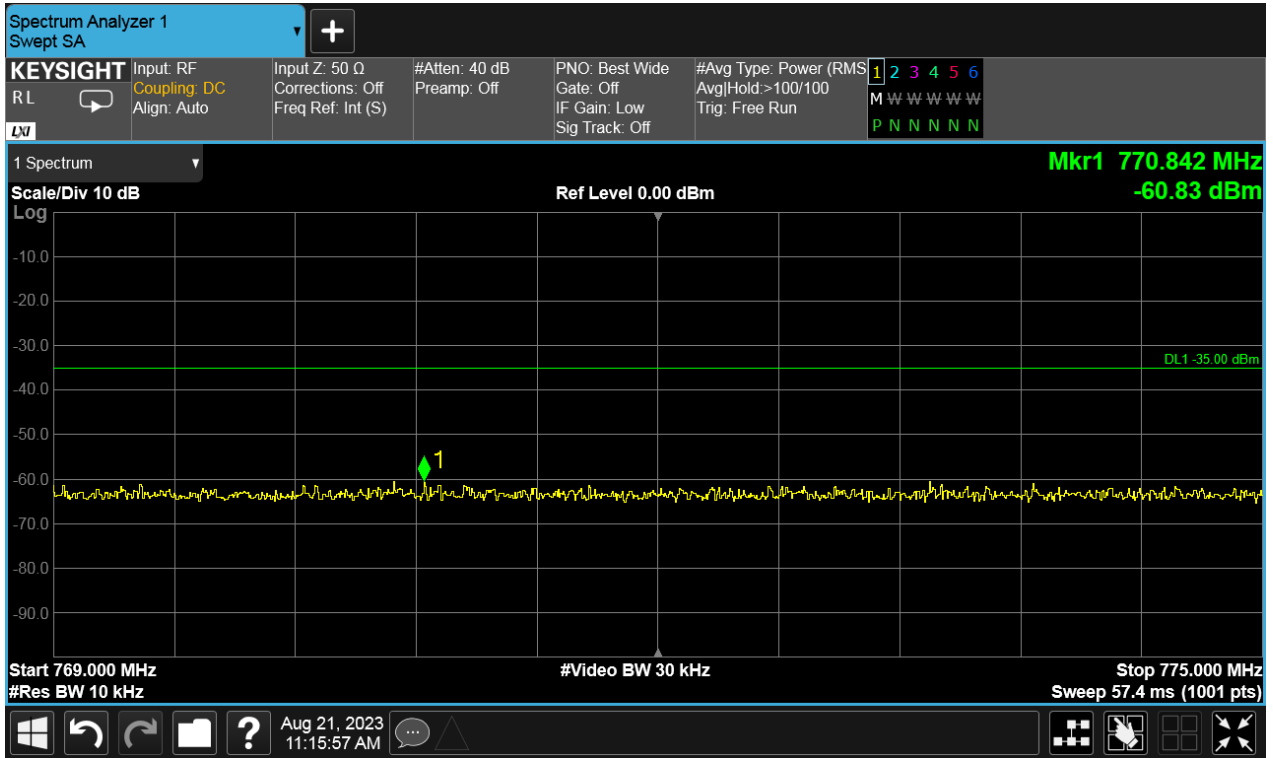 Spectrum Analyzer 1
Swept SA
KEYSIGHT
R L
LXI
Input: RF
Coupling: DC
Align: Auto
Input Z: 50 Ω
Corrections: Off
Freq Ref: Int (S)
#Atten: 40 dB
Preamp: Off
PNO: Best Wide
Gate: Off
IF Gain: Low
Sig Track: Off
#Avg Type: Power (RMS
Avg|Hold:>100/100
Trig: Free Run
1 2 3 4 5 6
M W W W W W
P N N N N N
1 Spectrum
Mkr1 770.842 MHz
-60.83 dBm
Scale/Div 10 dB
Ref Level 0.00 dBm
Log
-10.0
-20.0
-30.0
DL1 -35.00 dBm
-40.0
-50.0
1
-60.0
-70.0
-80.0
-90.0
Start 769.000 MHz
#Video BW 30 kHz
Stop 775.000 MHz
#Res BW 10 kHz
Sweep 57.4 ms (1001 pts)
?
Aug 21, 2023
11:15:57 AM